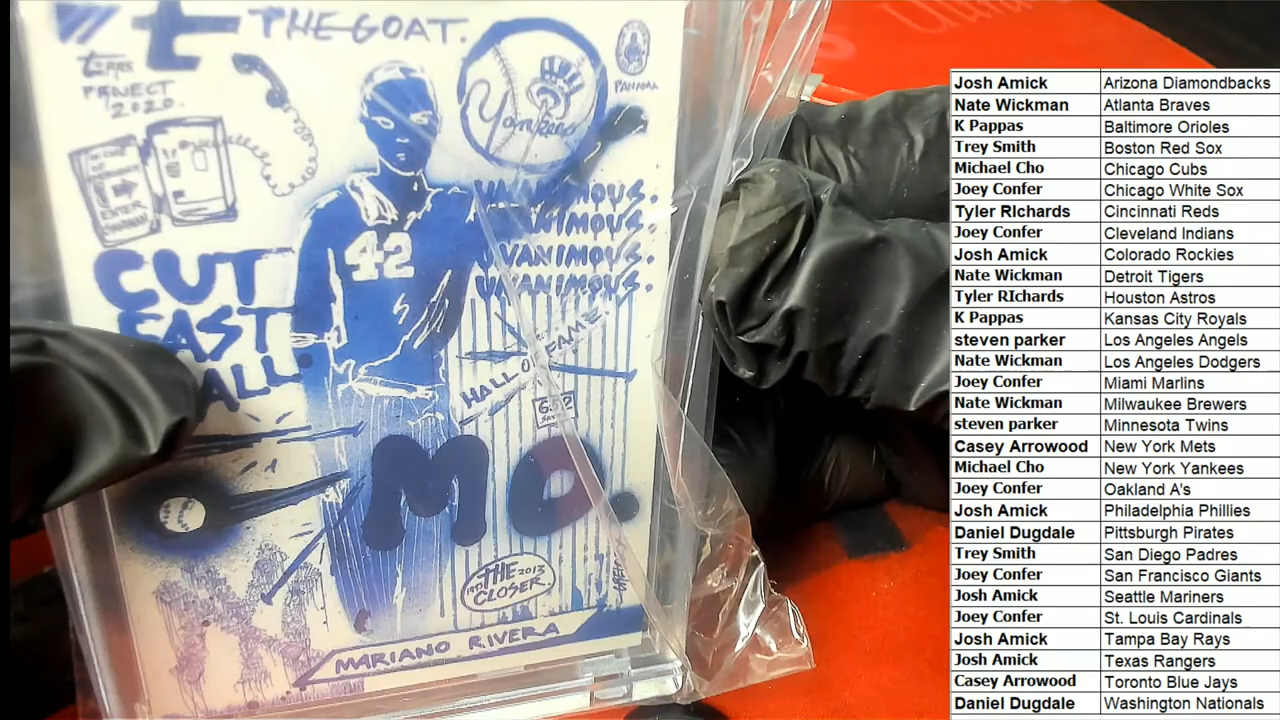 THE GOAT.
Topps
PROJECT
2020.
Yankees
PANAMA
ENTER
42
UNANIMOUS.
UNANIMOUS.
UNANIMOUS.
UNANIMOUS.
CUT
FAST
BALL.
HALL OF FAME
652
SAVES
MO.
THE 2013
CLOSER.
MARIANO RIVERA
Josh Amick Arizona Diamondbacks
Nate Wickman Atlanta Braves
K Pappas Baltimore Orioles
Trey Smith Boston Red Sox
Michael Cho Chicago Cubs
Joey Confer Chicago White Sox
Tyler RIchards Cincinnati Reds
Joey Confer Cleveland Indians
Josh Amick Colorado Rockies
Nate Wickman Detroit Tigers
Tyler RIchards Houston Astros
K Pappas Kansas City Royals
steven parker Los Angeles Angels
Nate Wickman Los Angeles Dodgers
Joey Confer Miami Marlins
Nate Wickman Milwaukee Brewers
steven parker Minnesota Twins
Casey Arrowood New York Mets
Michael Cho New York Yankees
Joey Confer Oakland A's
Josh Amick Philadelphia Phillies
Daniel Dugdale Pittsburgh Pirates
Trey Smith San Diego Padres
Joey Confer San Francisco Giants
Josh Amick Seattle Mariners
Joey Confer St. Louis Cardinals
Josh Amick Tampa Bay Rays
Josh Amick Texas Rangers
Casey Arrowood Toronto Blue Jays
Daniel Dugdale Washington Nationals